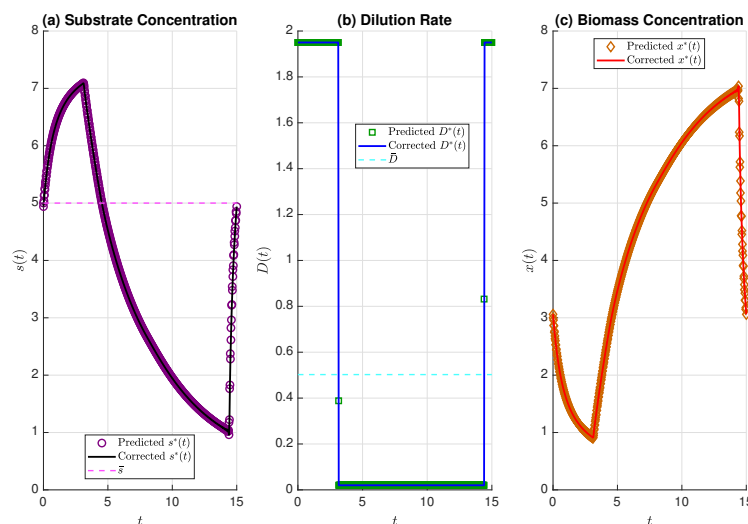 (a) Substrate Concentration
8
7
6
5
4
3
2
1
0
0 5 10 15
s(t)
t
Predicted s*(t)
Corrected s*(t)
s̄
(b) Dilution Rate
2
1.8
1.6
1.4
1.2
1
0.8
0.6
0.4
0.2
0
0 5 10 15
D(t)
t
Predicted D*(t)
Corrected D*(t)
D̄
(c) Biomass Concentration
8
7
6
5
4
3
2
1
0
0 5 10 15
x(t)
t
Predicted x*(t)
Corrected x*(t)